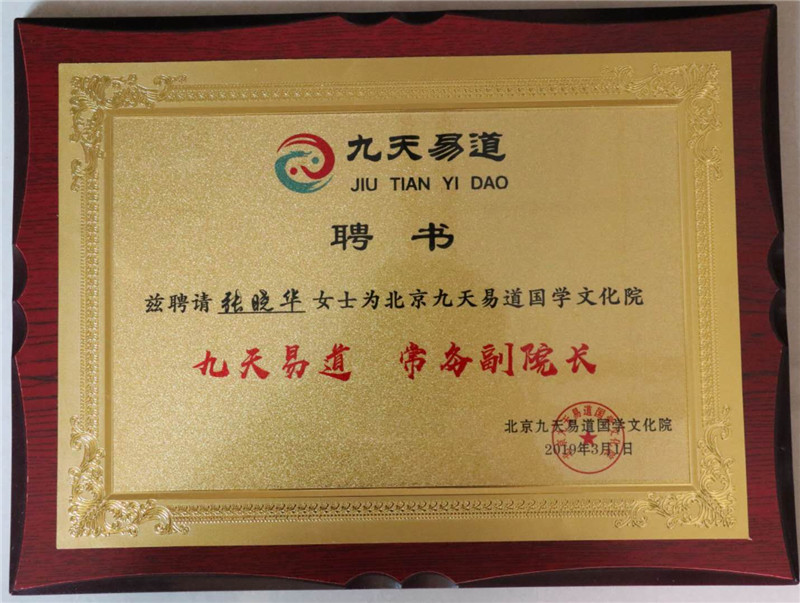 九天易道
JIU TIAN YI DAO
聘 书
兹聘请 张晓华 女士为北京九天易道国学文化院
九天易道 常务副院长
北京九天易道国学文化院
2019年3月1日